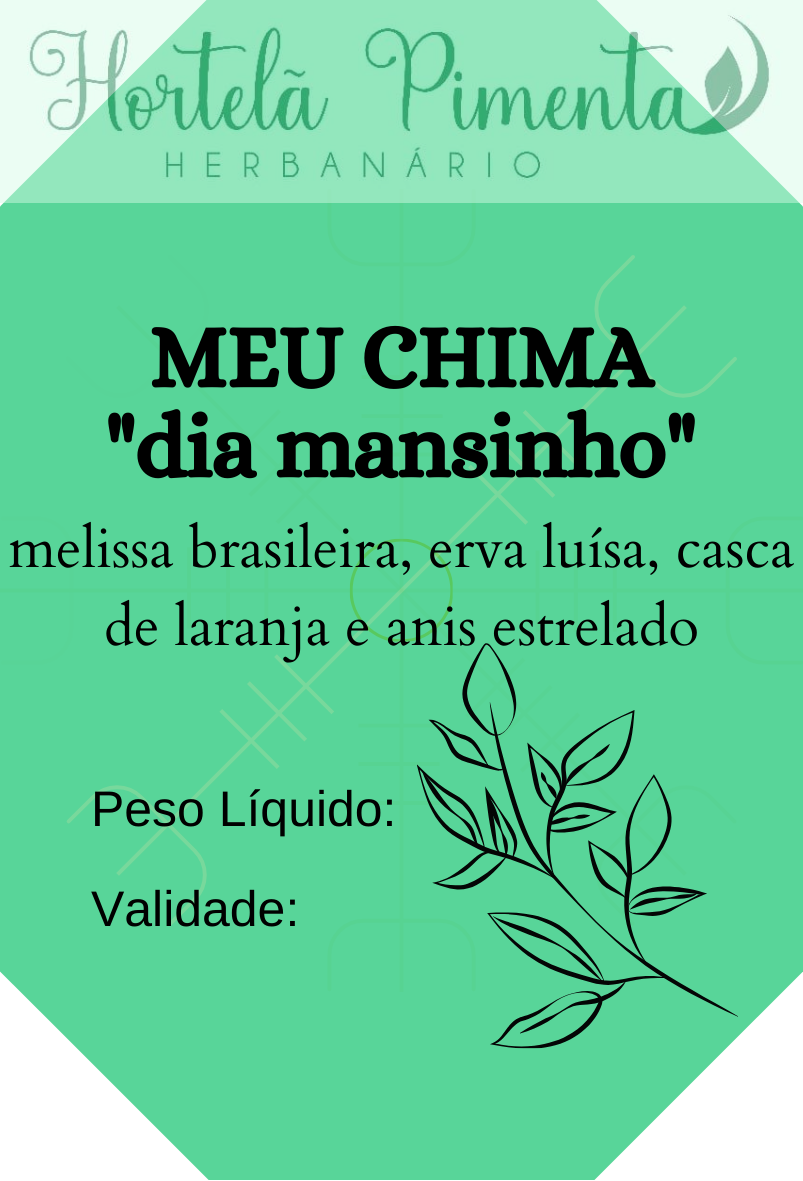 Hortelã Pimenta
HERBANÁRIO
MEU CHIMA
"dia mansinho"
melissa brasileira, erva luísa, casca
de laranja e anis estrelado
Peso Líquido:
Validade: